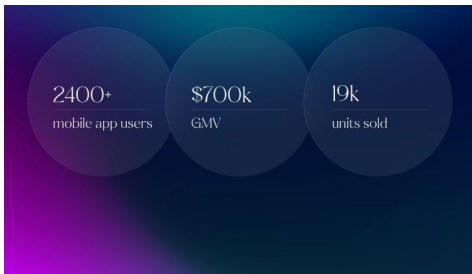 2400+
mobile app users
$700k
GMV
19k
units sold